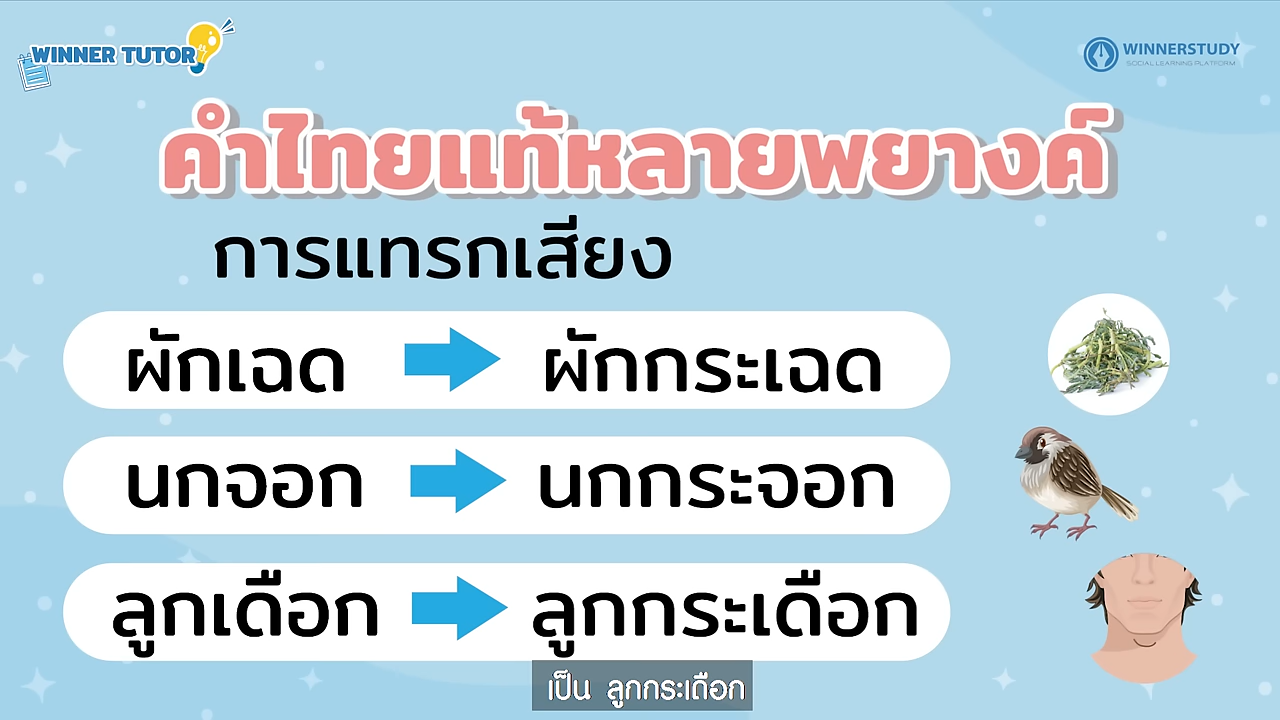 WINNER TUTOR
WINNERSTUDY
SOCIAL LEARNING PLATFORM
คำไทยแท้หลายพยางค์
การแทรกเสียง
ผักเฉด ผักกระเฉด
นกจอก นกกระจอก
ลูกเดือก ลูกกระเดือก
เป็น ลูกกระเดือก